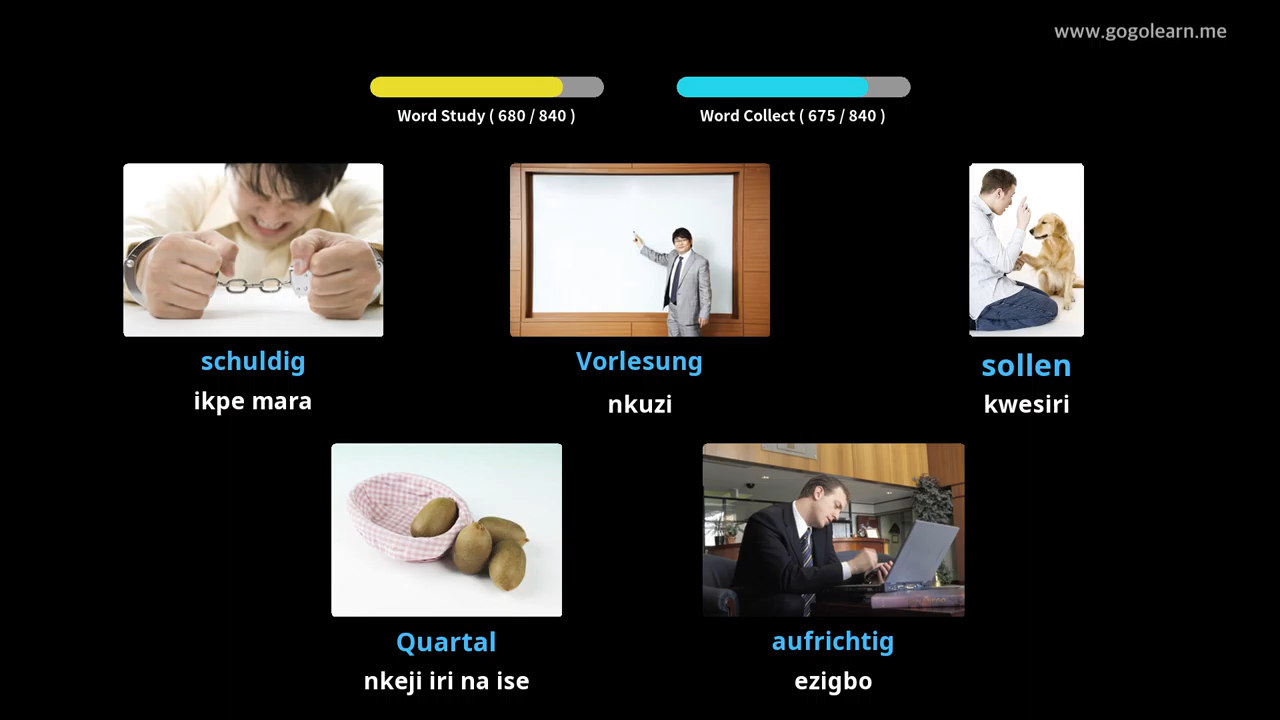 www.gogolearn.me
Word Study ( 680 / 840 )
Word Collect ( 675 / 840 )
schuldig
ikpe mara
Vorlesung
nkuzi
sollen
kwesiri
Quartal
nkeji iri na ise
aufrichtig
ezigbo